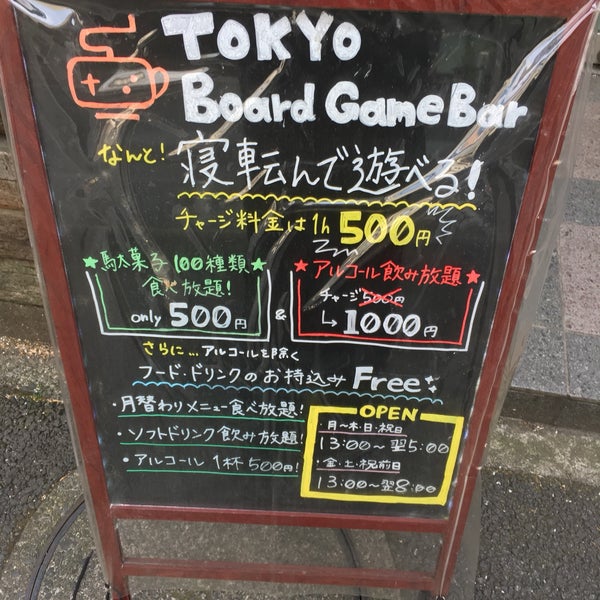 TOKYO
Board Game Bar
なんと!
寝転んで遊べる!
チャージ料金は1h 500円
★駄菓子100種類★
食べ放題!
only 500円
&
★アルコール飲み放題★
チャージ500円
↳1000円
さらに…アルコールを除く
フード・ドリンクのお持込み Free
・月替わりメニュー食べ放題!
・ソフトドリンク飲み放題!
・アルコール 1杯 500円!
OPEN
・月〜木・日・祝日
13:00〜翌5:00
・金・土・祝前日
13:00〜翌8:00